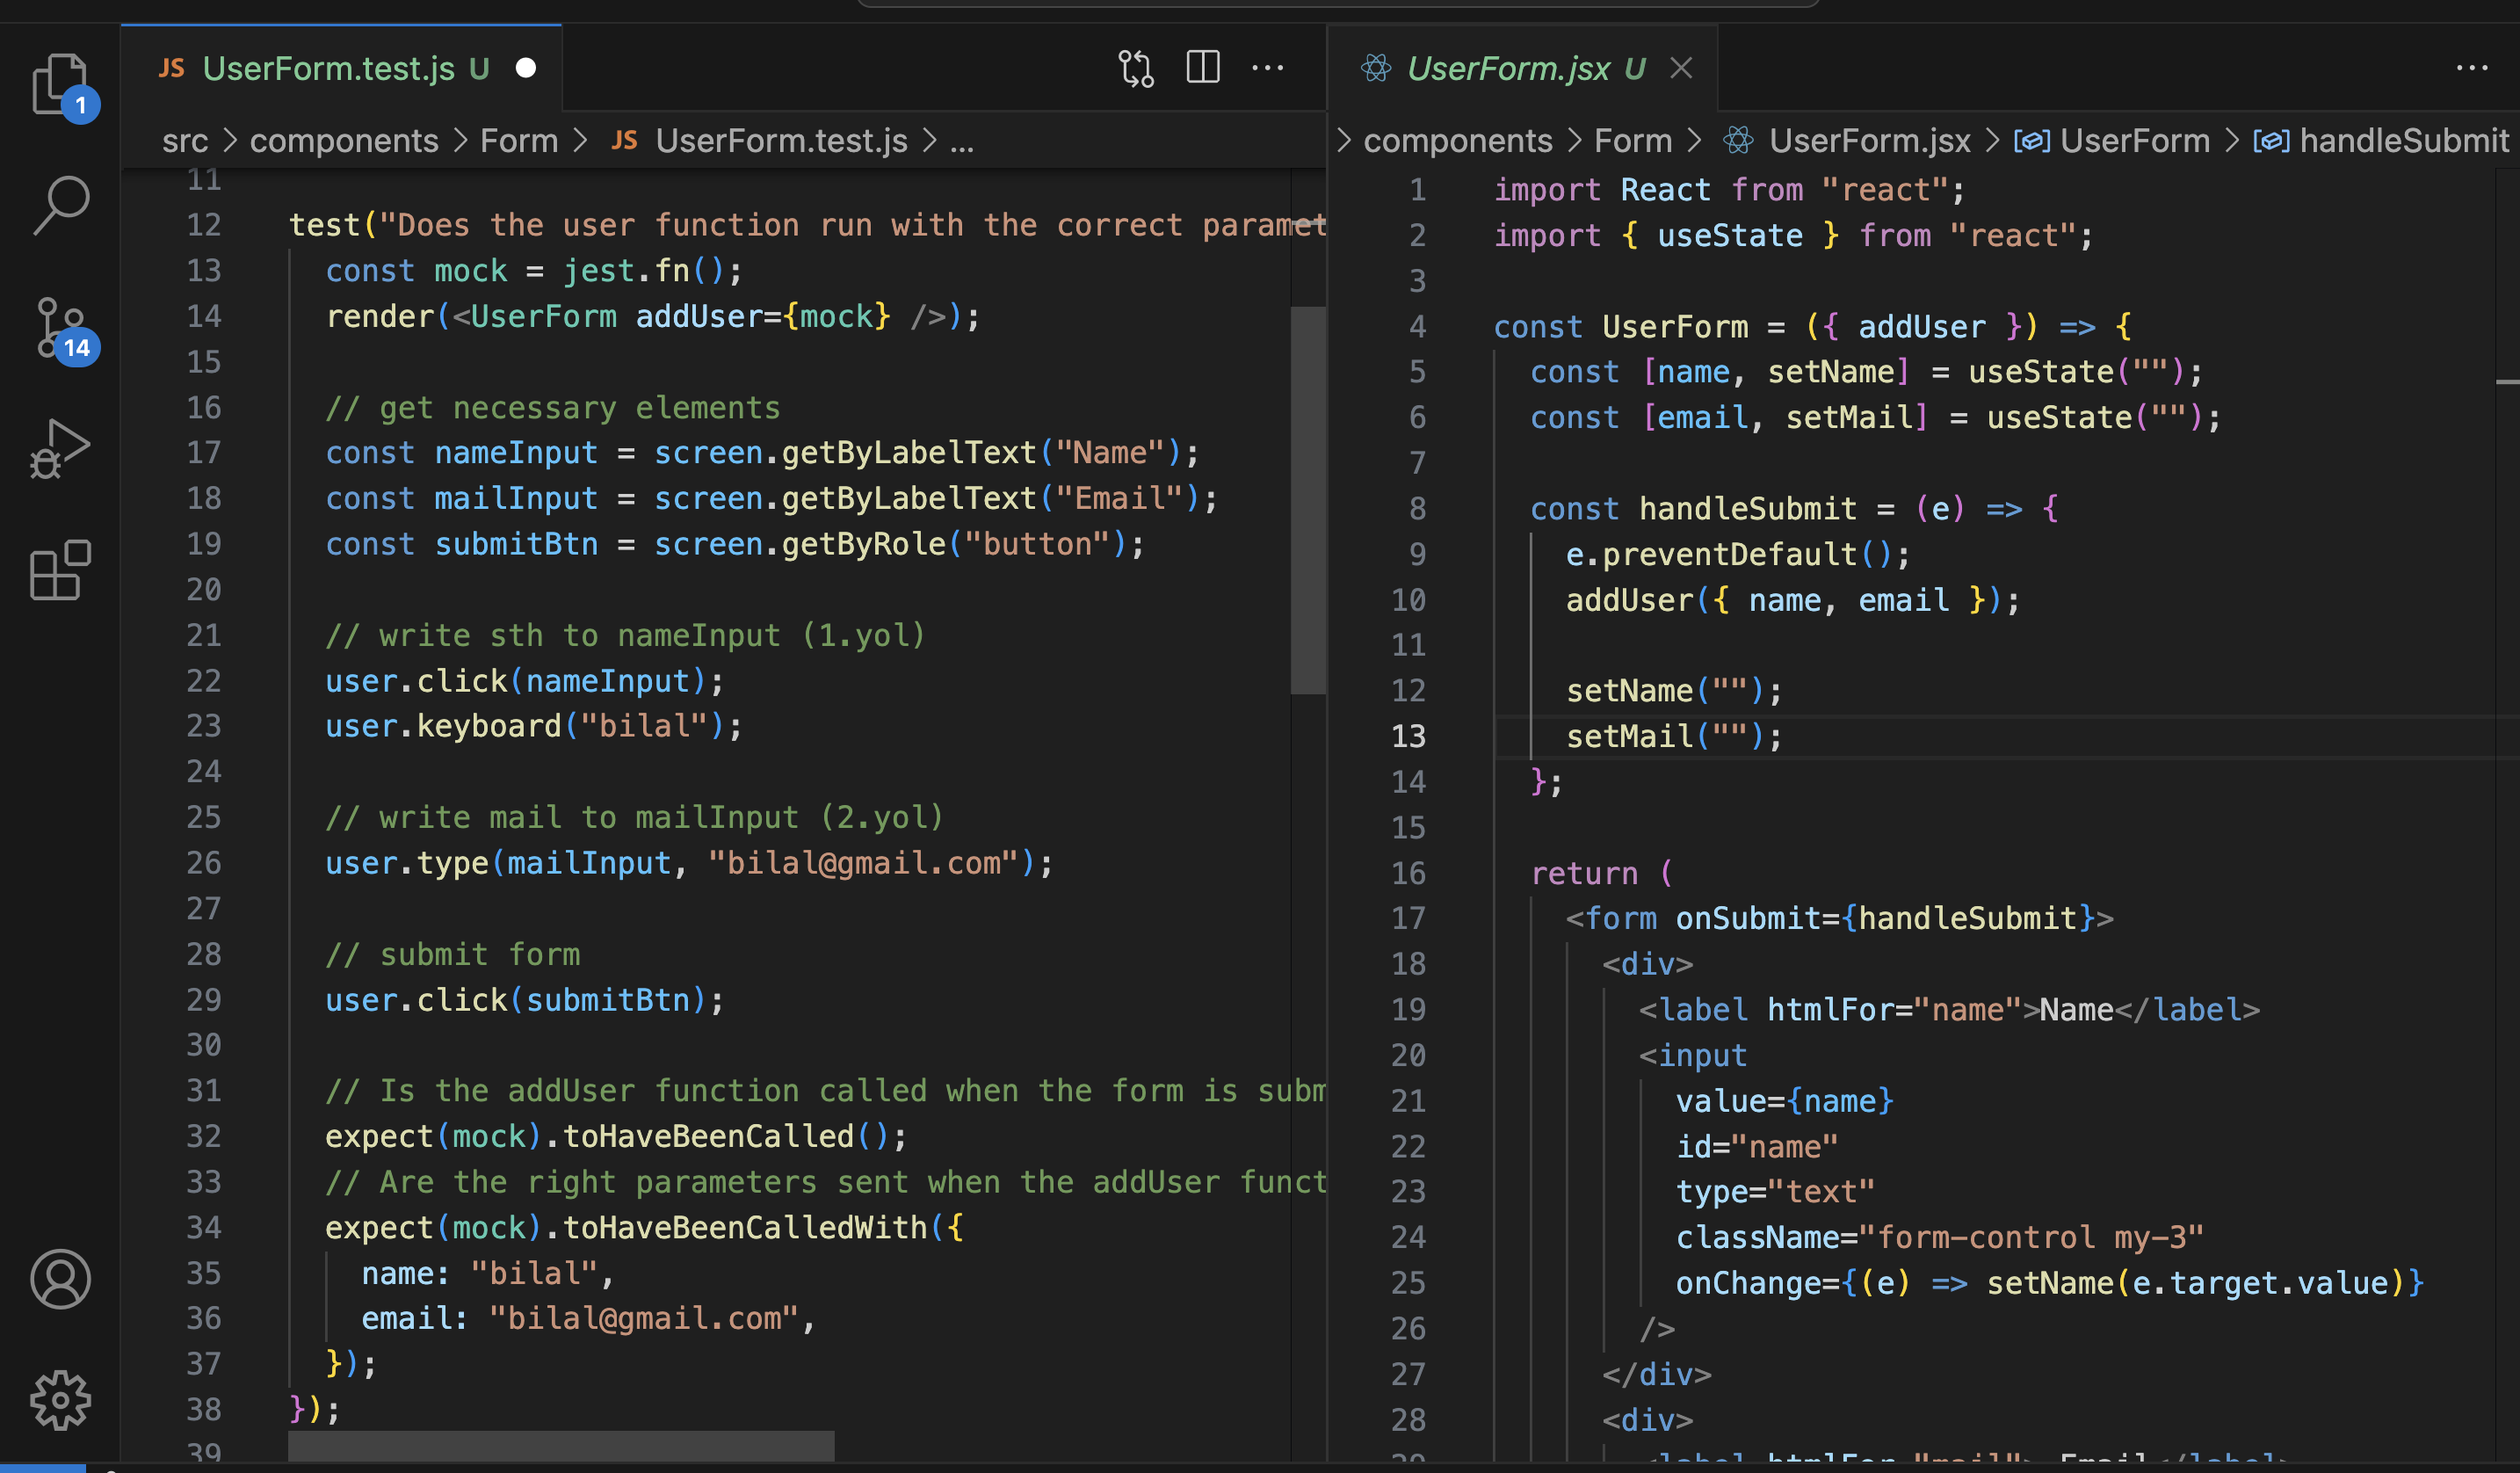 1
14
JS UserForm.test.js U
src > components > Form > JS UserForm.test.js > ...
11
12 test("Does the user function run with the correct paramet
13 const mock = jest.fn();
14 render(<UserForm addUser={mock} />);
15
16 // get necessary elements
17 const nameInput = screen.getByLabelText("Name");
18 const mailInput = screen.getByLabelText("Email");
19 const submitBtn = screen.getByRole("button");
20
21 // write sth to nameInput (1.yol)
22 user.click(nameInput);
23 user.keyboard("bilal");
24
25 // write mail to mailInput (2.yol)
26 user.type(mailInput, "bilal@gmail.com");
27
28 // submit form
29 user.click(submitBtn);
30
31 // Is the addUser function called when the form is subm
32 expect(mock).toHaveBeenCalled();
33 // Are the right parameters sent when the addUser funct
34 expect(mock).toHaveBeenCalledWith({
35 name: "bilal",
36 email: "bilal@gmail.com",
37 });
38 });
39
UserForm.jsx U
> components > Form > UserForm.jsx > UserForm > handleSubmit
1 import React from "react";
2 import { useState } from "react";
3
4 const UserForm = ({ addUser }) => {
5 const [name, setName] = useState("");
6 const [email, setMail] = useState("");
7
8 const handleSubmit = (e) => {
9 e.preventDefault();
10 addUser({ name, email });
11
12 setName("");
13 setMail("");
14 };
15
16 return (
17 <form onSubmit={handleSubmit}>
18 <div>
19 <label htmlFor="name">Name</label>
20 <input
21 value={name}
22 id="name"
23 type="text"
24 className="form-control my-3"
25 onChange={(e) => setName(e.target.value)}
26 />
27 </div>
28 <div>
29 <label htmlFor="mail"> Email</label>